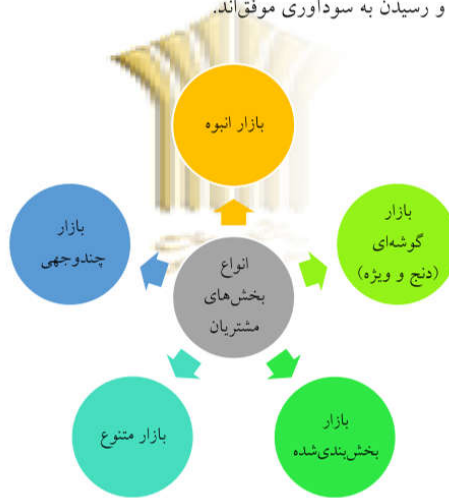 و رسیدن به سودآوری موفق‌اند.
بازار انبوه
بازار
گوشه‌ای
(دنج و ویژه)
بازار
چندوجهی
انواع
بخش‌های
مشتریان
بازار متنوع
بازار
بخش‌بندی‌شده